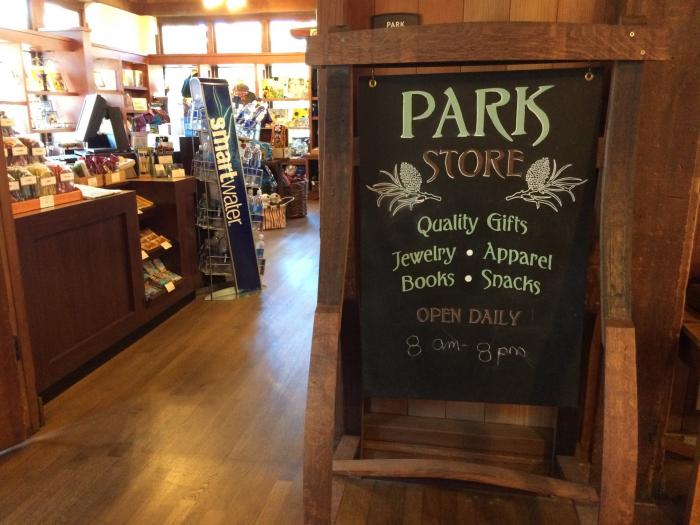 PARK
PARK
STORE
Quality Gifts
Jewelry • Apparel
Books • Snacks
OPEN DAILY
8 am - 8 pm
smartwater